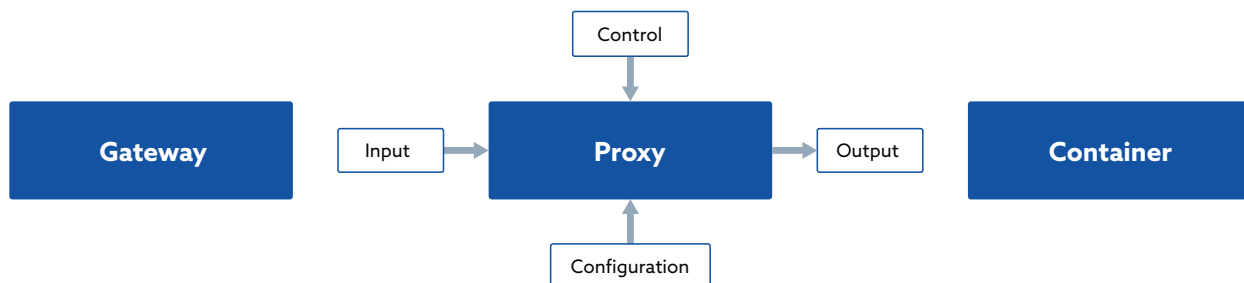 Control
Gateway
Input
Proxy
Output
Container
Configuration